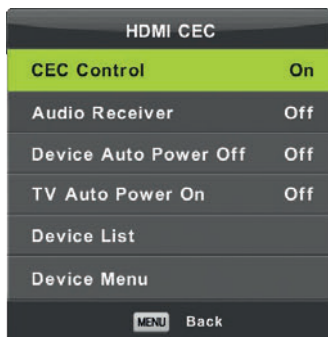 HDMI CEC
CEC Control On
Audio Receiver Off
Device Auto Power Off Off
TV Auto Power On Off
Device List
Device Menu
MENU Back